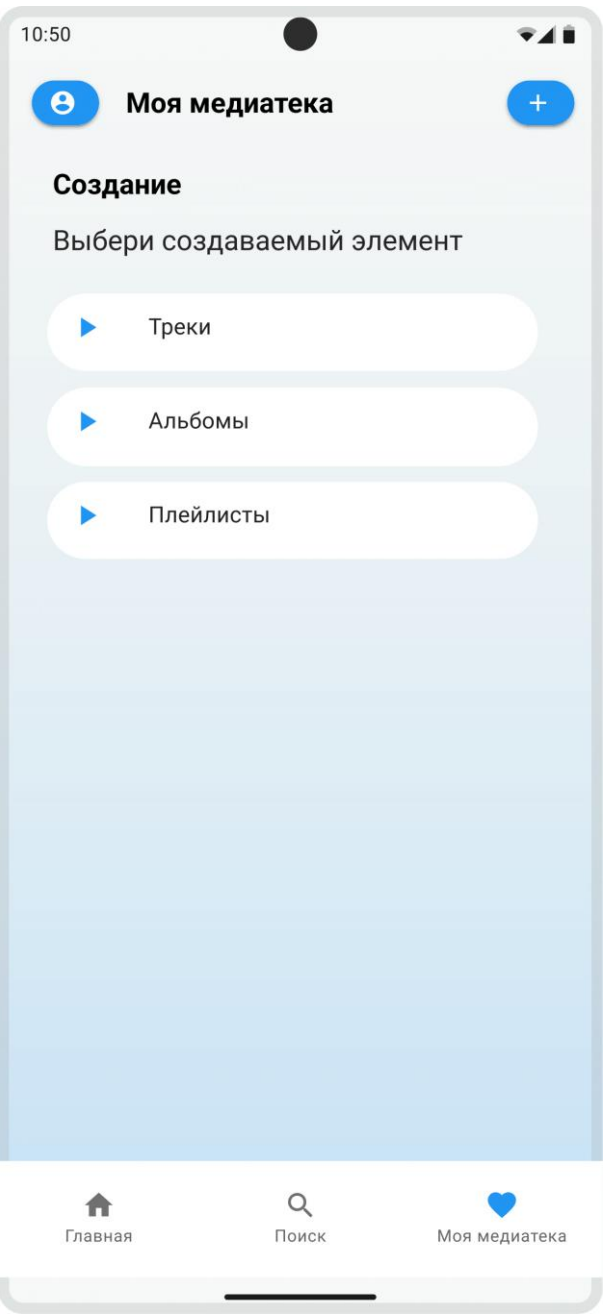 10:50
Моя медиатека
Создание
Выбери создаваемый элемент
Треки
Альбомы
Плейлисты
Главная
Поиск
Моя медиатека